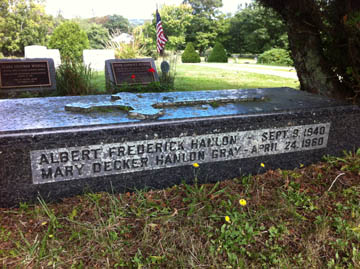 ALBERT FREDERICK HANLON - SEPT. 9. 1940
MARY DECKER HANLON GRAY - APRIL 24. 1960